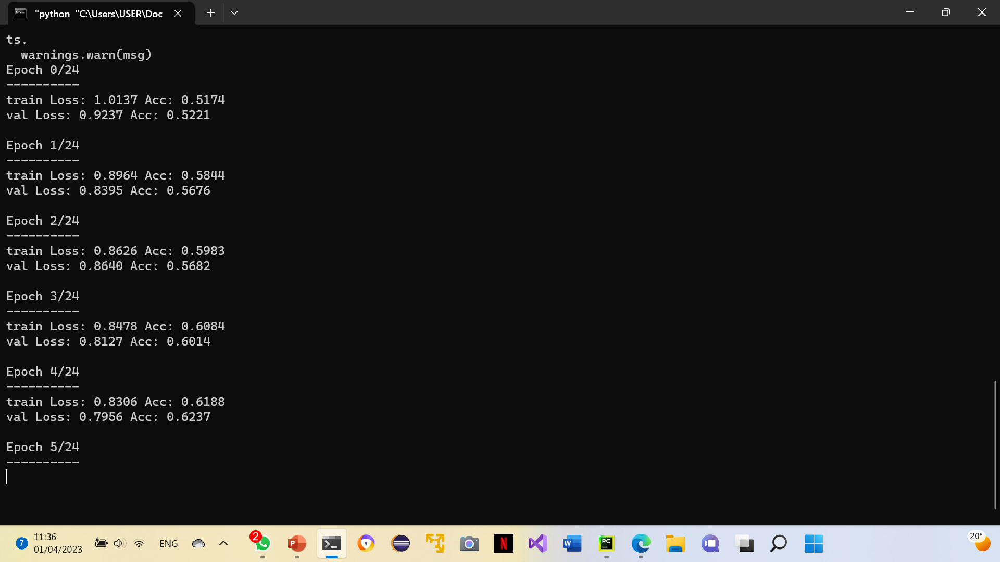 "python "C:\Users\USER\Doc
ts.
  warnings.warn(msg)
Epoch 0/24
----------
train Loss: 1.0137 Acc: 0.5174
val Loss: 0.9237 Acc: 0.5221

Epoch 1/24
----------
train Loss: 0.8964 Acc: 0.5844
val Loss: 0.8395 Acc: 0.5676

Epoch 2/24
----------
train Loss: 0.8626 Acc: 0.5983
val Loss: 0.8640 Acc: 0.5682

Epoch 3/24
----------
train Loss: 0.8478 Acc: 0.6084
val Loss: 0.8127 Acc: 0.6014

Epoch 4/24
----------
train Loss: 0.8306 Acc: 0.6188
val Loss: 0.7956 Acc: 0.6237

Epoch 5/24
----------
7
11:36
01/04/2023
ENG
2
P
N
W
PC
20°